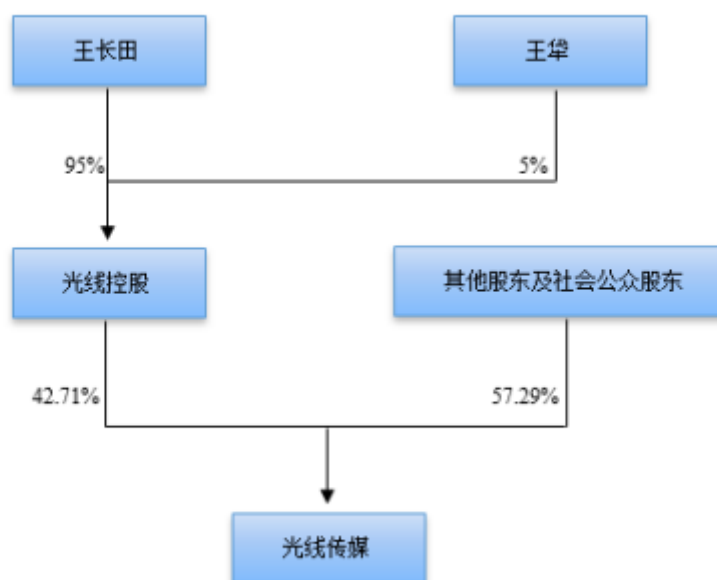 王长田
王牮
95%
5%
光线控股
其他股东及社会公众股东
42.71%
57.29%
光线传媒